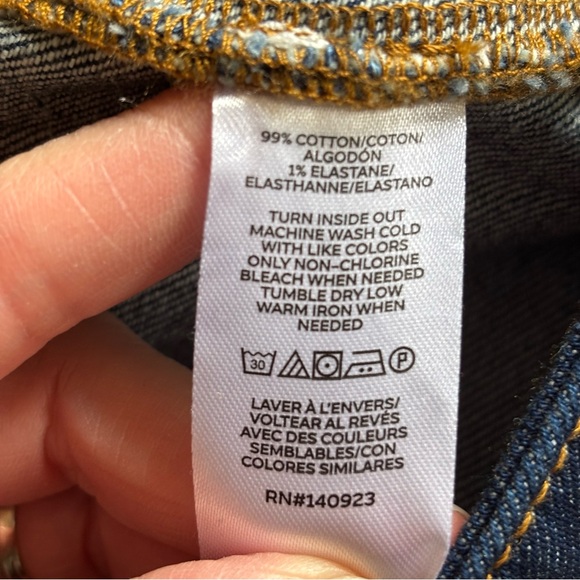 99% COTTON/COTON/
ALGODÓN
1% ELASTANE/
ELASTHANNE/ELASTANO
TURN INSIDE OUT
MACHINE WASH COLD
WITH LIKE COLORS
ONLY NON-CHLORINE
BLEACH WHEN NEEDED
TUMBLE DRY LOW
WARM IRON WHEN
NEEDED
30 P
LAVER À L'ENVERS/
VOLTEAR AL REVÉS
AVEC DES COULEURS
SEMBLABLES/CON
COLORES SIMILARES
RN#140923